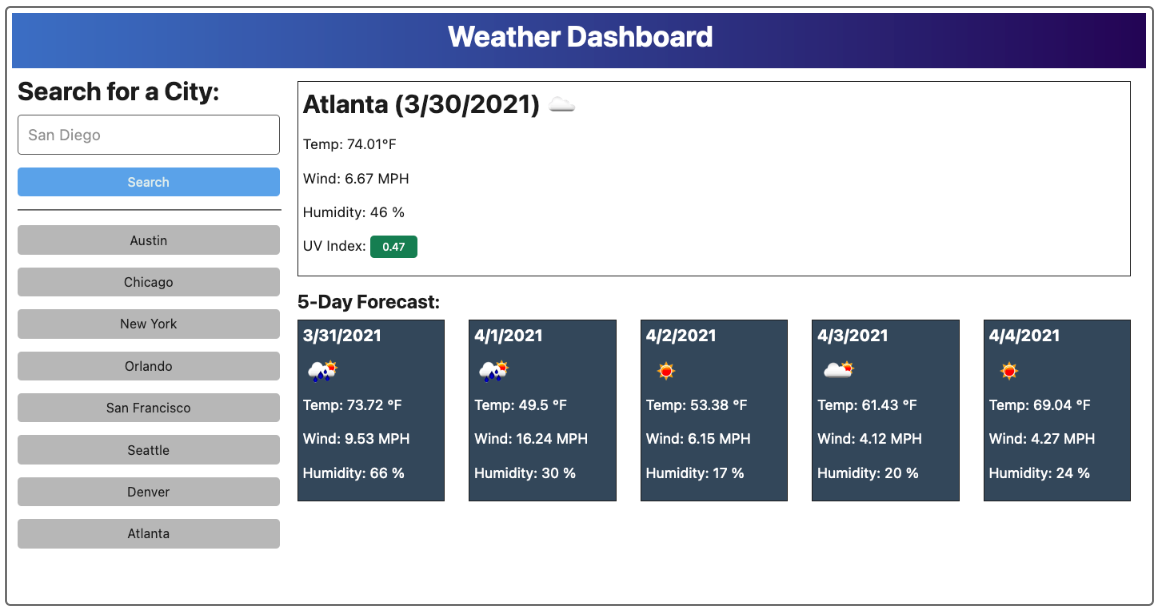 Weather Dashboard
Search for a City:
San Diego
Search
Austin
Chicago
New York
Orlando
San Francisco
Seattle
Denver
Atlanta
Atlanta (3/30/2021)
Temp: 74.01°F
Wind: 6.67 MPH
Humidity: 46 %
UV Index: 0.47
5-Day Forecast:
3/31/2021
Temp: 73.72 °F
Wind: 9.53 MPH
Humidity: 66 %
4/1/2021
Temp: 49.5 °F
Wind: 16.24 MPH
Humidity: 30 %
4/2/2021
Temp: 53.38 °F
Wind: 6.15 MPH
Humidity: 17 %
4/3/2021
Temp: 61.43 °F
Wind: 4.12 MPH
Humidity: 20 %
4/4/2021
Temp: 69.04 °F
Wind: 4.27 MPH
Humidity: 24 %